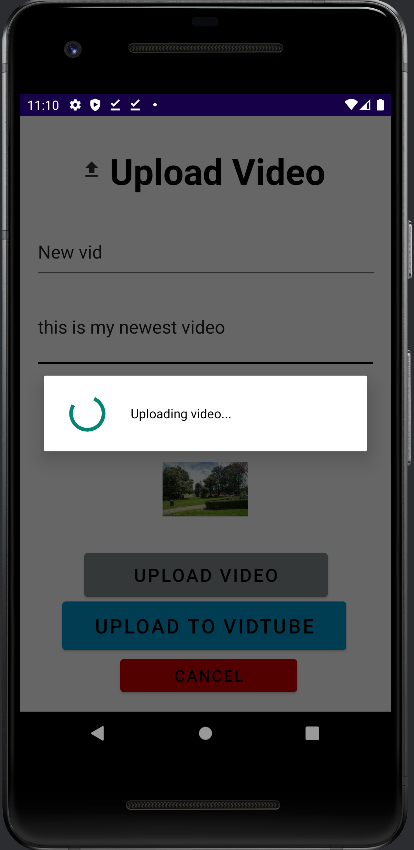 11:10
Upload Video
New vid
this is my newest video
Uploading video...
UPLOAD VIDEO
UPLOAD TO VIDTUBE
CANCEL